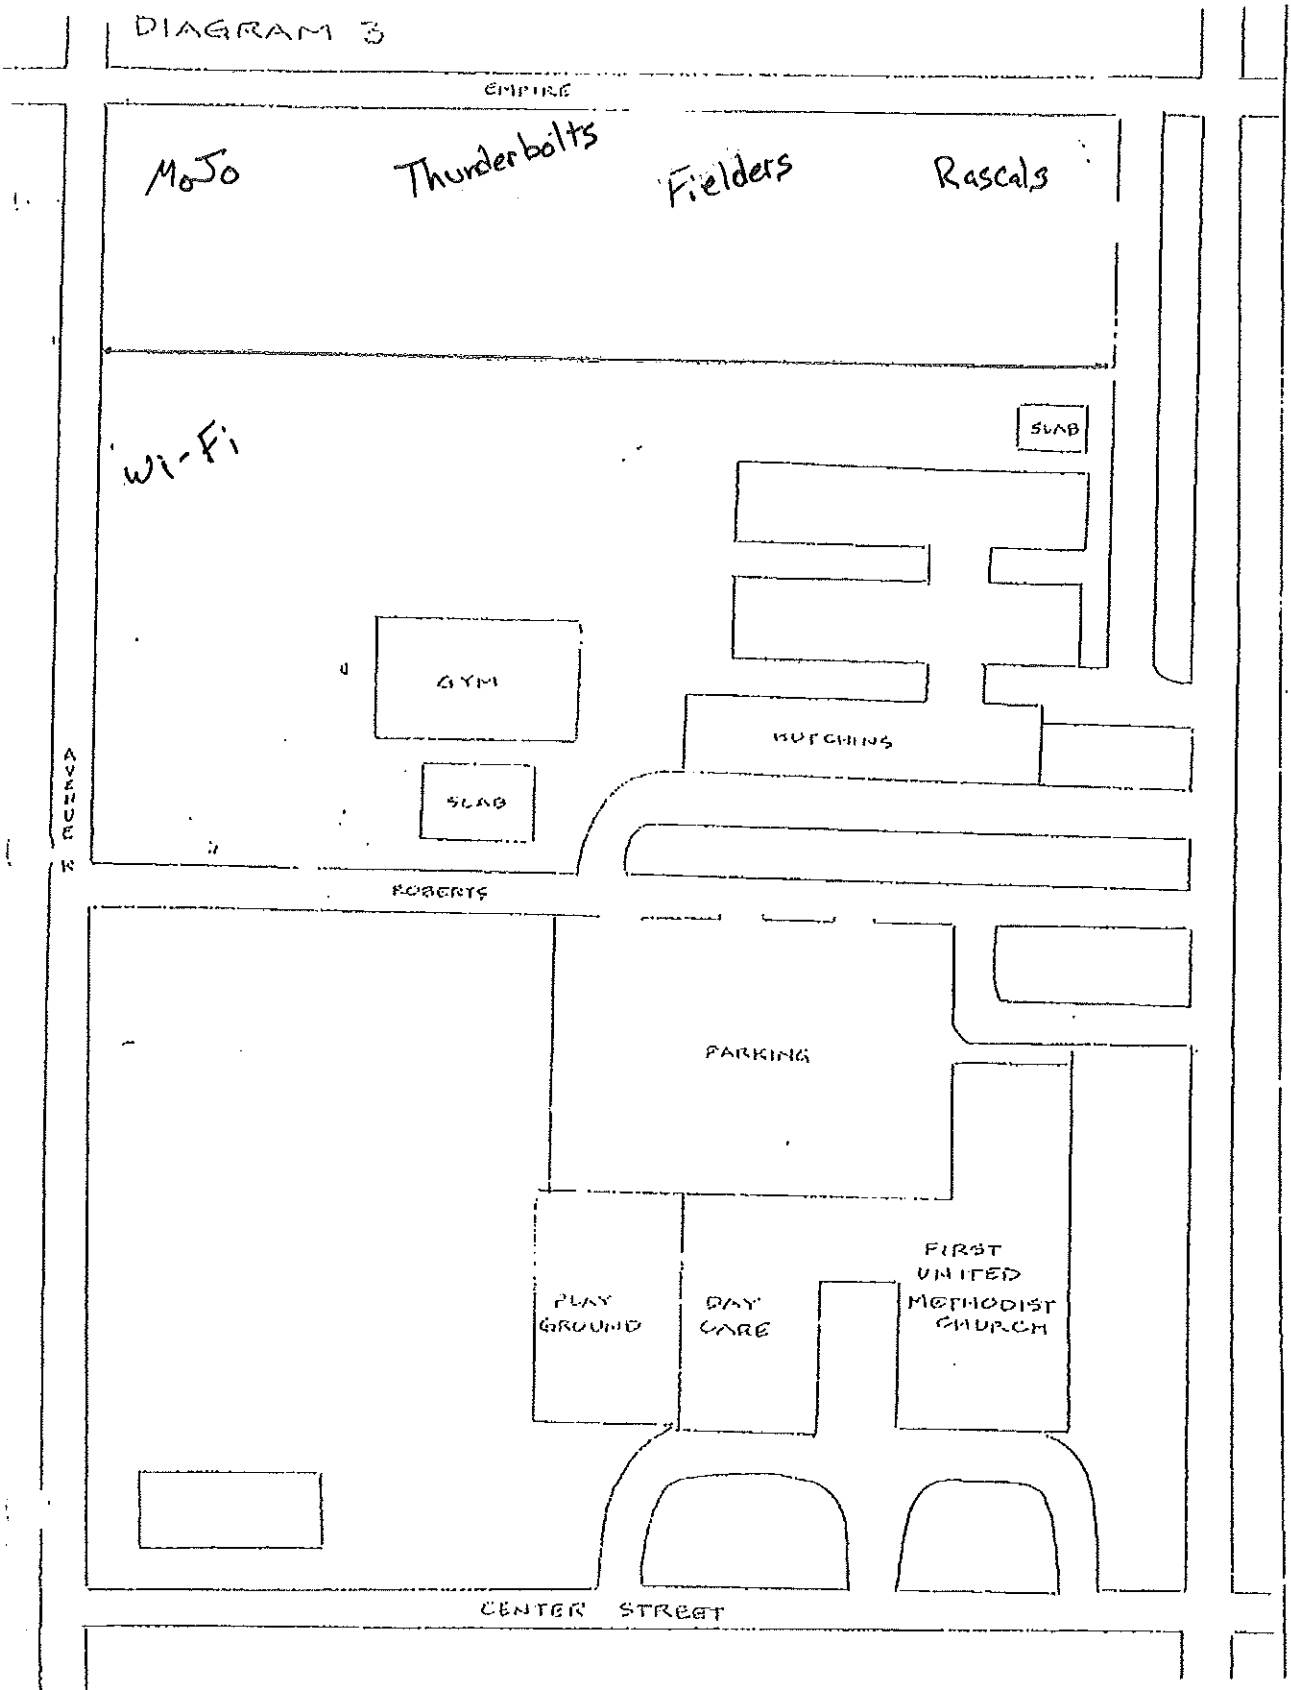 DIAGRAM 3
EMPIRE
MoJo
Thunderbolts
Fielders
Rascals
Wi-Fi
SLAB
GYM
HUTCHINS
SLAB
AVENUE K
ROBERTS
PARKING
PLAY
GROUND
DAY
CARE
FIRST
UNITED
METHODIST
CHURCH
CENTER STREET